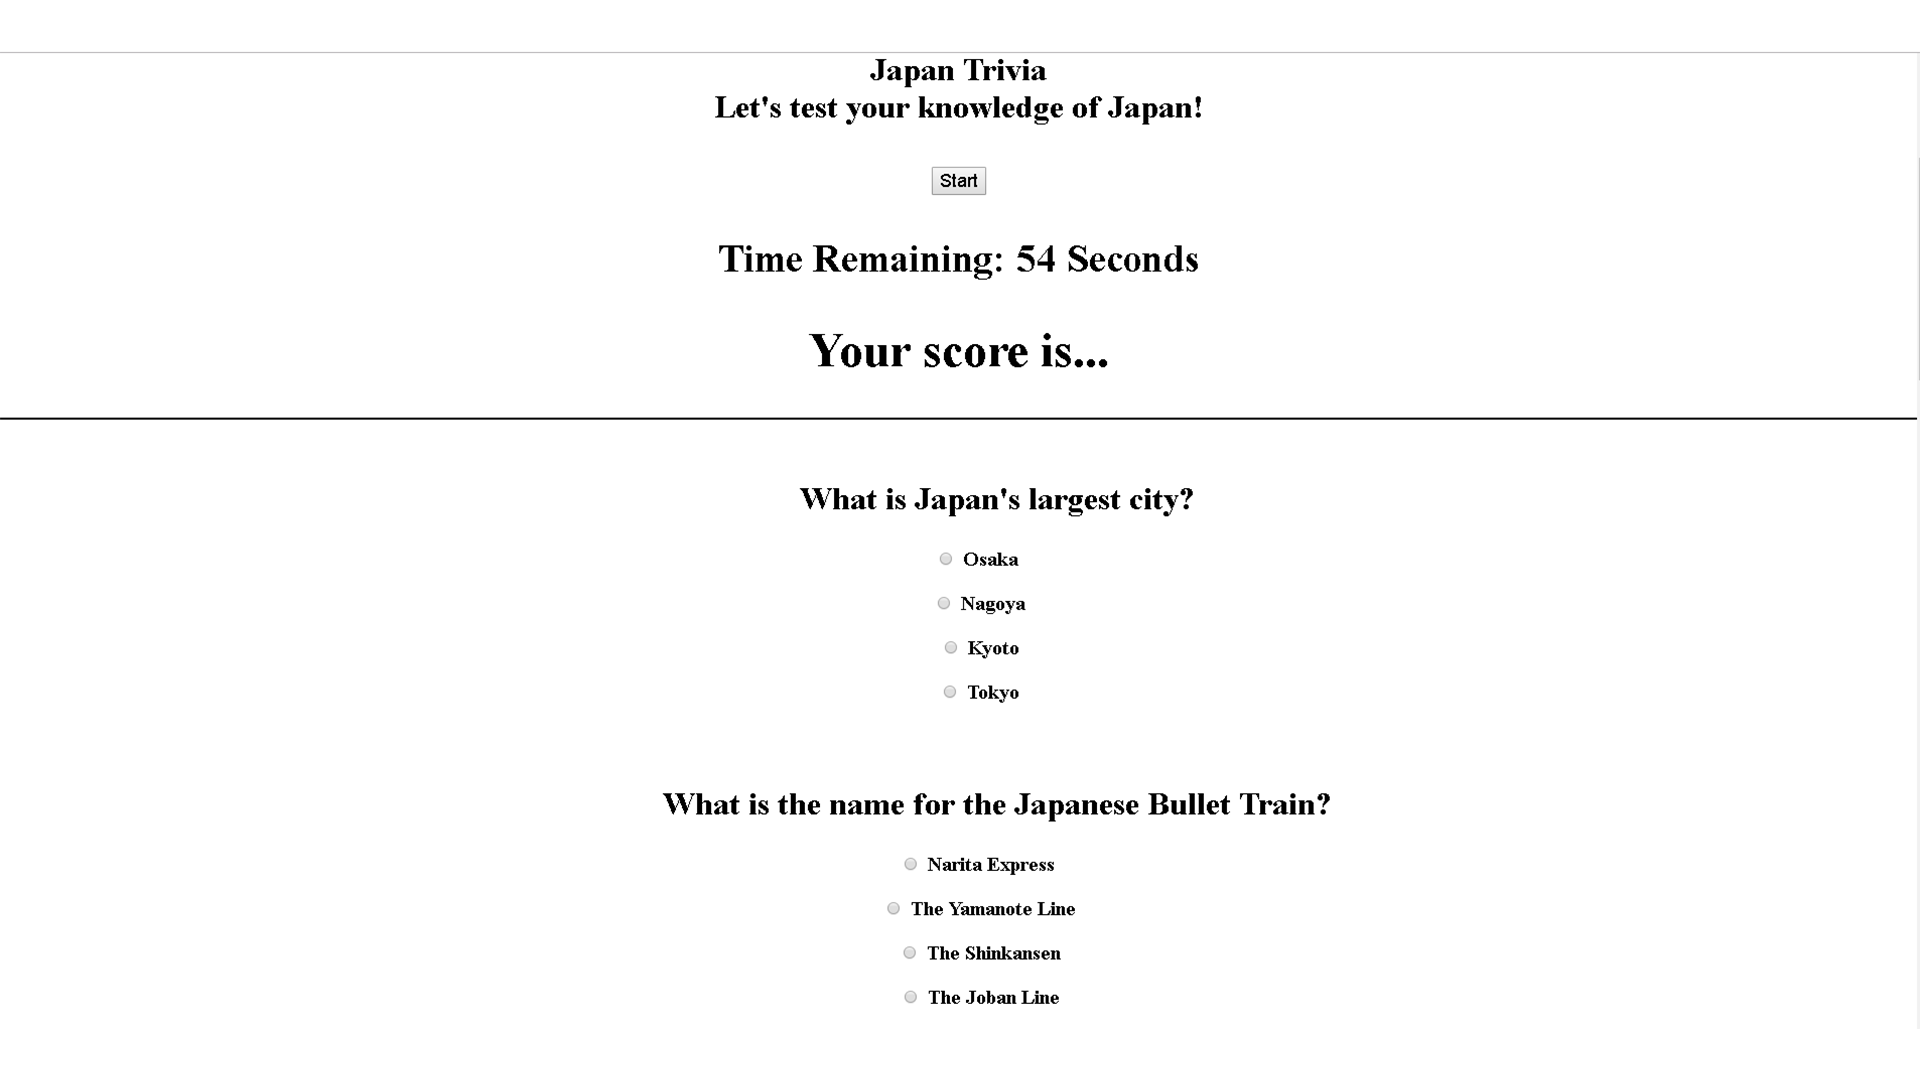 Japan Trivia
Let's test your knowledge of Japan!
Start
Time Remaining: 54 Seconds
Your score is...
What is Japan's largest city?
Osaka
Nagoya
Kyoto
Tokyo
What is the name for the Japanese Bullet Train?
Narita Express
The Yamanote Line
The Shinkansen
The Joban Line